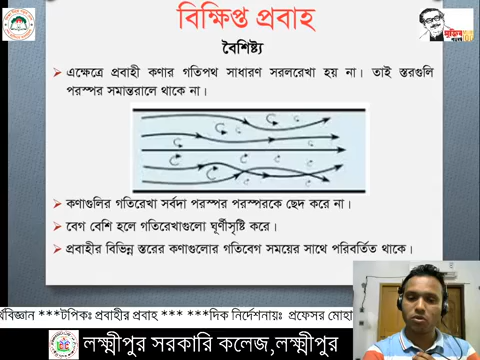 বিক্ষিপ্ত প্রবাহ
বৈশিষ্ট্য
এক্ষেত্রে প্রবাহী কণার গতিপথ সাধারণ সরলরেখা হয় না। তাই স্তরগুলি
পরস্পর সমান্তরালে থাকে না।
কণাগুলির গতিরেখা সর্বদা পরস্পর পরস্পরকে ছেদ করে না।
বেগ বেশি হলে গতিরেখাগুলো ঘূর্ণীসৃষ্টি করে।
প্রবাহীর বিভিন্ন স্তরের কণাগুলোর গতিবেগ সময়ের সাথে পরিবর্তিত থাকে।
র্থবিজ্ঞান ***টপিকঃ প্রবাহীর প্রবাহ *** ***দিক নির্দেশনায়ঃ প্রফেসর মোহা
লক্ষ্মীপুর সরকারি কলেজ,লক্ষ্মীপুর